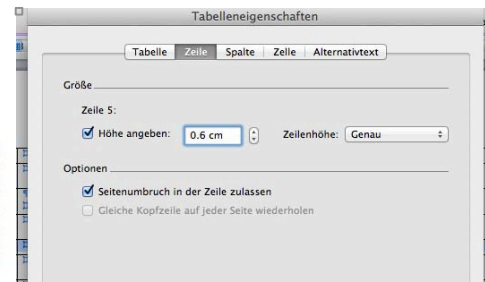 Tabelleneigenschaften
Tabelle Zeile Spalte Zelle Alternativtext
Größe
Zeile 5:
Höhe angeben: 0.6 cm Zeilenhöhe: Genau
Optionen
Seitenumbruch in der Zeile zulassen
Gleiche Kopfzeile auf jeder Seite wiederholen